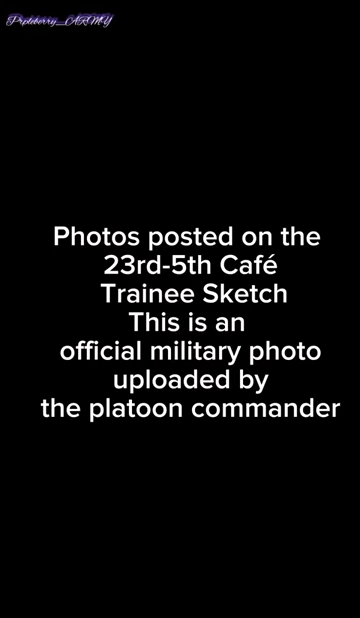 Prpleberry_ARMY
Photos posted on the
23rd-5th Café
Trainee Sketch
This is an
official military photo
uploaded by
the platoon commander